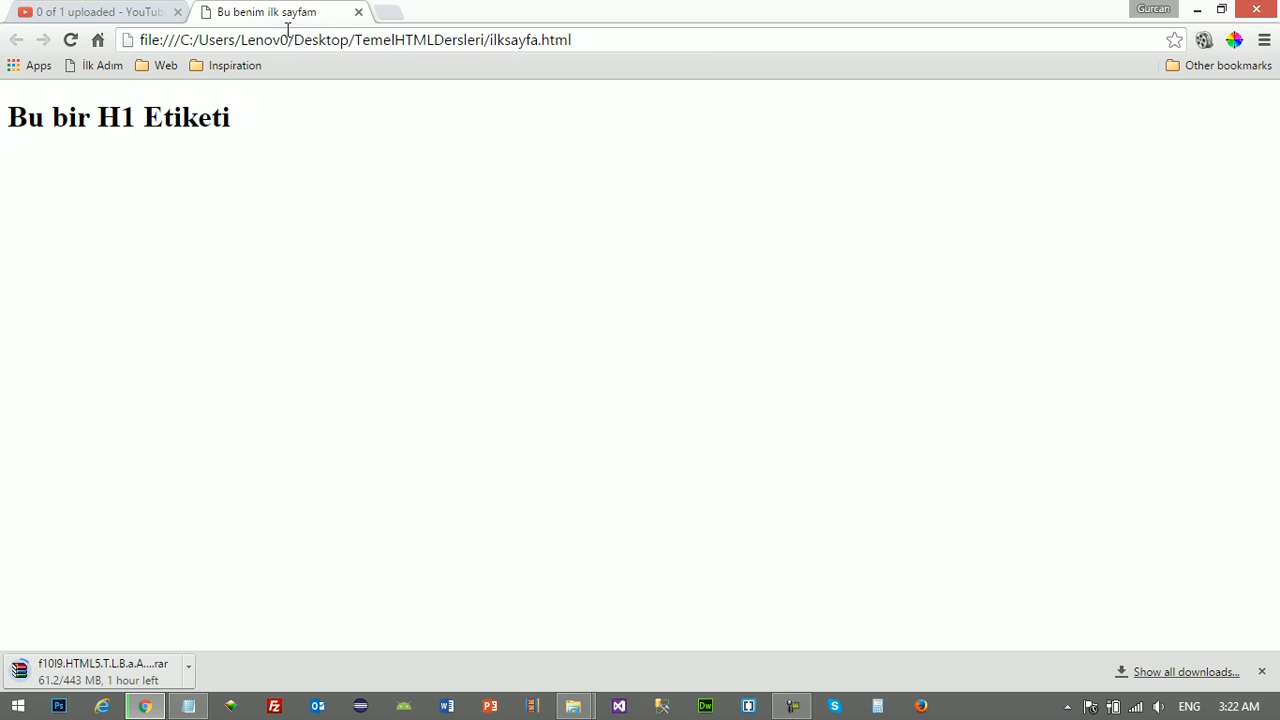 0 of 1 uploaded - YouTub
Bu benim ilk sayfam
Gurcan
file:///C:/Users/Lenov0/Desktop/TemelHTMLDersleri/ilksayfa.html
Apps
İlk Adım
Web
Inspiration
Other bookmarks
Bu bir H1 Etiketi
f10l9.HTML5.T.L.B.a.A....rar
61.2/443 MB, 1 hour left
Show all downloads...
ENG
3:22 AM